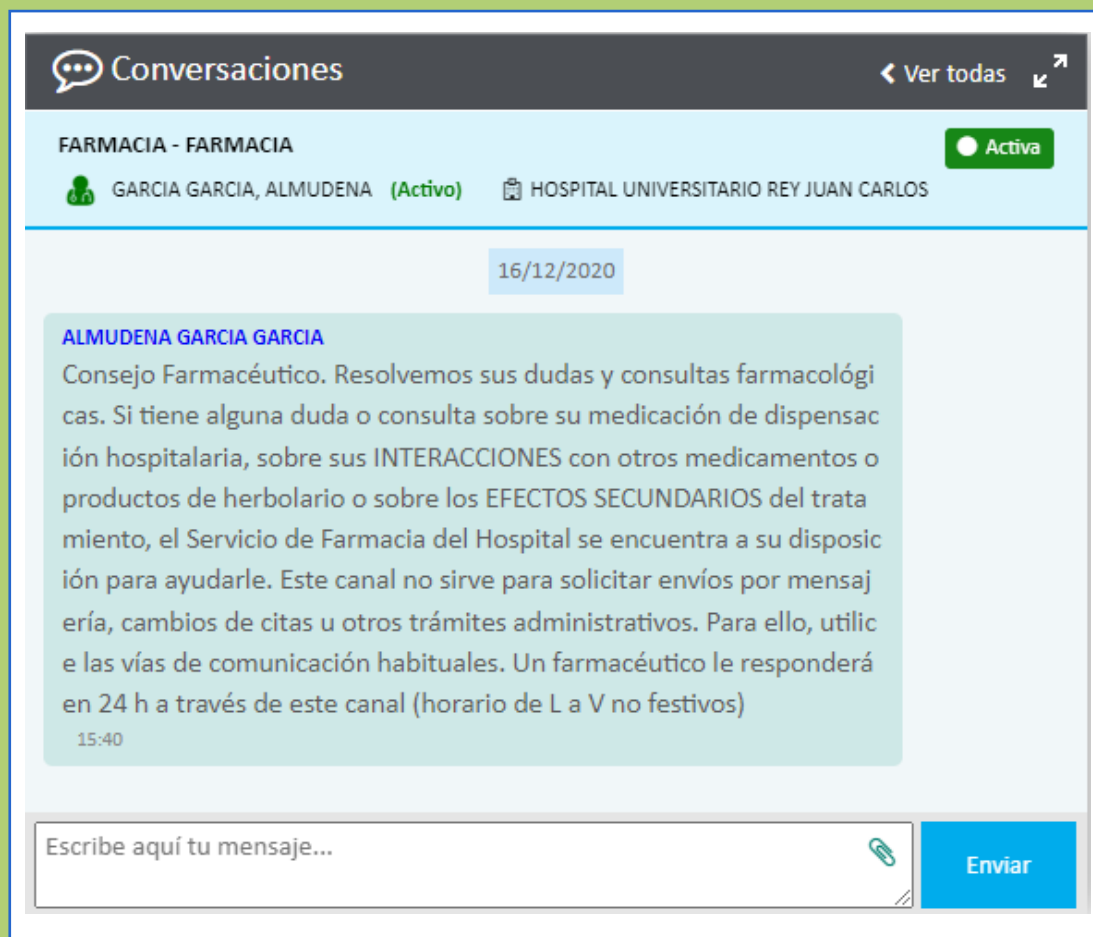 Conversaciones
Ver todas
FARMACIA - FARMACIA
Activa
GARCIA GARCIA, ALMUDENA (Activo) HOSPITAL UNIVERSITARIO REY JUAN CARLOS
16/12/2020
ALMUDENA GARCIA GARCIA
Consejo Farmacéutico. Resolvemos sus dudas y consultas farmacológi
cas. Si tiene alguna duda o consulta sobre su medicación de dispensac
ión hospitalaria, sobre sus INTERACCIONES con otros medicamentos o
productos de herbolario o sobre los EFECTOS SECUNDARIOS del trata
miento, el Servicio de Farmacia del Hospital se encuentra a su disposic
ión para ayudarle. Este canal no sirve para solicitar envíos por mensaj
ería, cambios de citas u otros trámites administrativos. Para ello, utilic
e las vías de comunicación habituales. Un farmacéutico le responderá
en 24 h a través de este canal (horario de L a V no festivos)
15:40
Escribe aquí tu mensaje...
Enviar